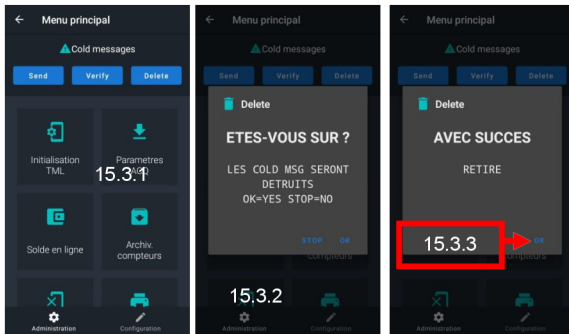 Menu principal
Cold messages
Send Verify Delete
Initialisation
TML
Parametres
ACQ
15.3.1
Solde en ligne
Archiv.
compteurs
Administration
Configuration
Menu principal
Cold messages
Send Verify Delete
Delete
ETES-VOUS SUR ?
LES COLD MSG SERONT
DETRUITS
OK=YES STOP=NO
STOP OK
compteurs
15.3.2
Administration
Configuration
Menu principal
Cold messages
Send Verify Delete
Delete
AVEC SUCCES
RETIRE
15.3.3
OK
compteurs
Administration
Configuration